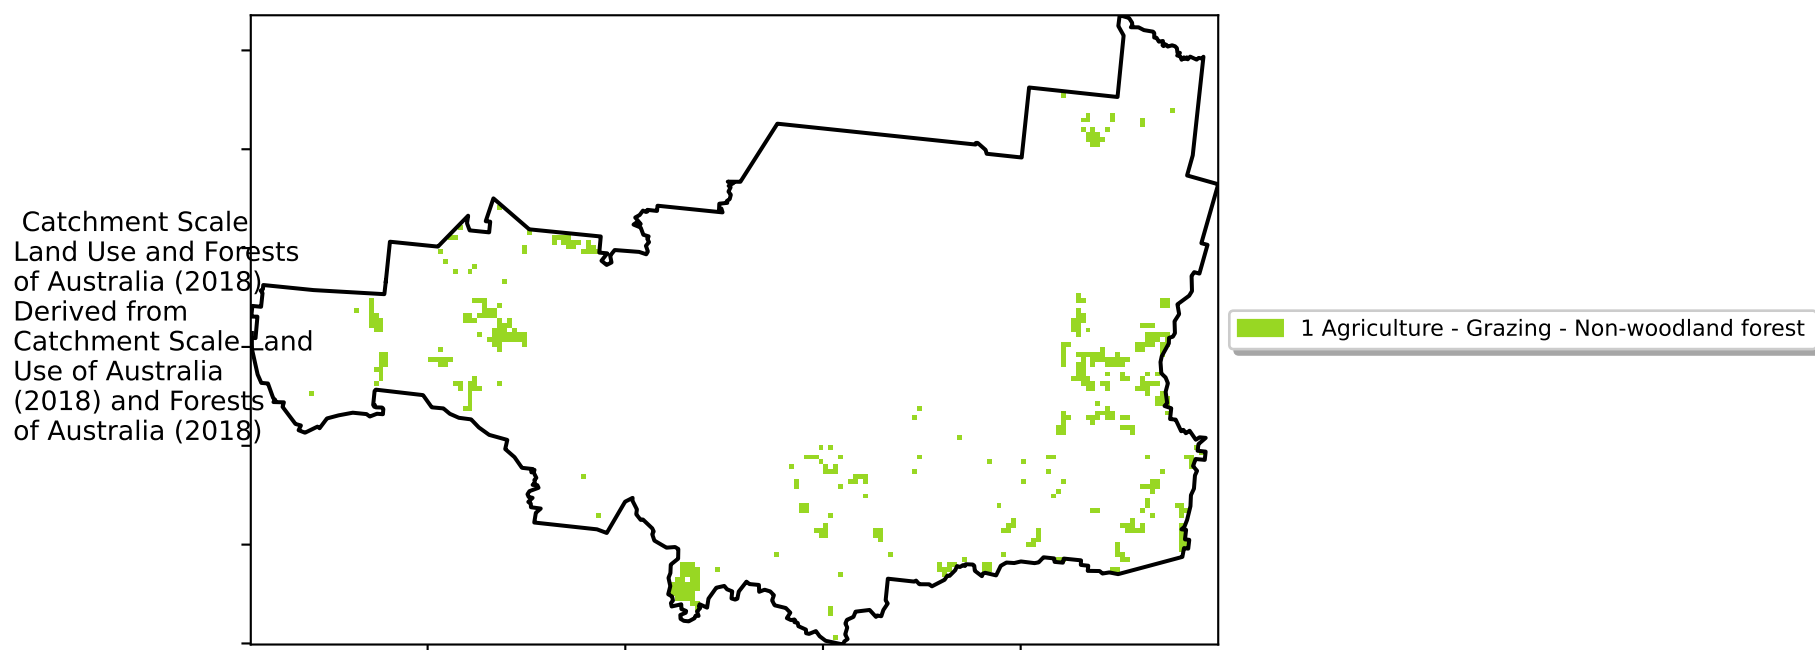 Catchment Scale
Land Use and Forests
of Australia (2018)
Derived from
Catchment Scale Land
Use of Australia
(2018) and Forests
of Australia (2018)
1 Agriculture - Grazing - Non-woodland forest